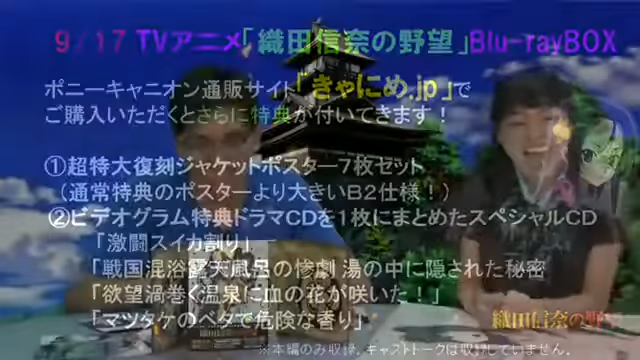 9/17 TVアニメ「織田信奈の野望」Blu-rayBOX
ポニーキャニオン通販サイト「きゃにめ.jp」で
ご購入いただくとさらに特典が付いてきます！
①超特大復刻ジャケットポスター７枚セット
（通常特典のポスターより大きいＢ２仕様！）
②ビデオグラム特典ドラマCDを１枚にまとめたスペシャルCD
「激闘スイカ割り」
「戦国混浴露天風呂の惨劇 湯の中に隠された秘密
「欲望渦巻く温泉に血の花が咲いた！」
「マツタケのペタで危険な香り」
織田信奈の野
※本編のみ収録。キャストトークは収録していません。